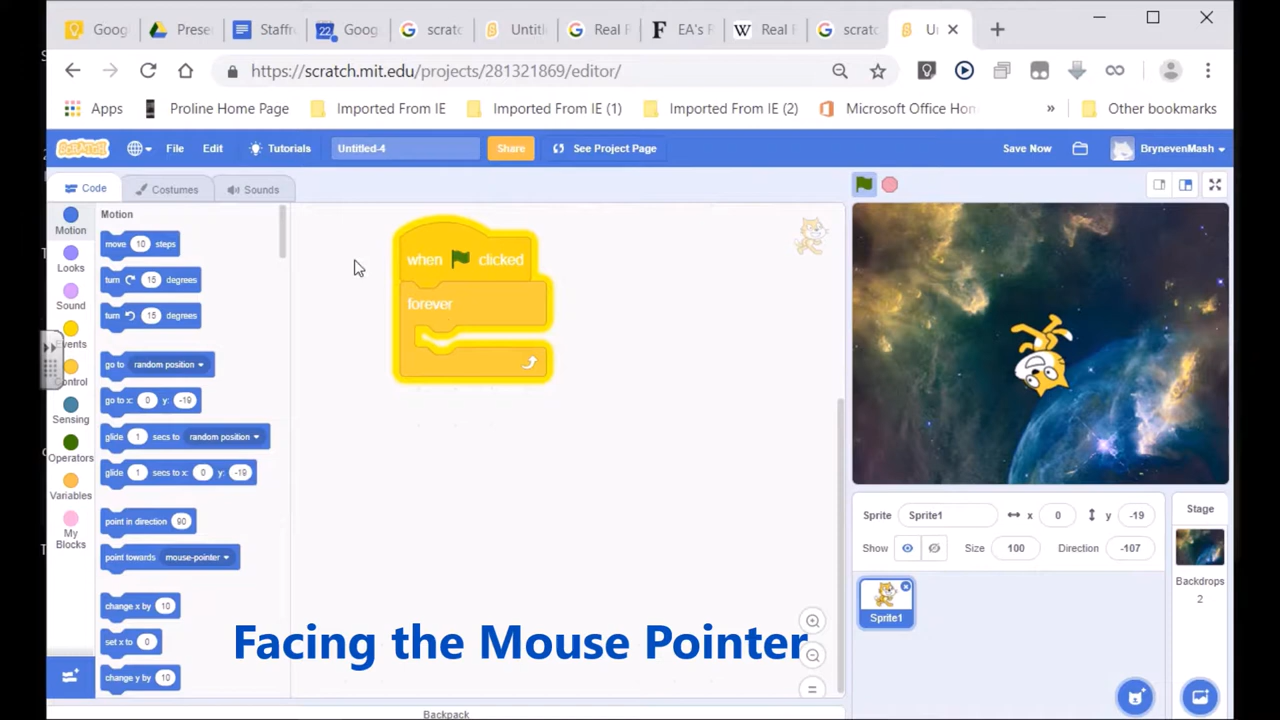 Goog
Prese
Staffr
22 Goog
scratc
Untitl
Real F
F EA's F
W Real F
scratc
U
https://scratch.mit.edu/projects/281321869/editor/
Apps Proline Home Page Imported From IE Imported From IE (1) Imported From IE (2) Microsoft Office Hon » Other bookmarks
SCRATCH File Edit Tutorials Untitled-4 Share See Project Page Save Now BrynevenMash
Code Costumes Sounds
Motion
Looks
Sound
Events
Control
Sensing
Operators
Variables
My
Blocks
Motion
move 10 steps
turn 15 degrees
turn 15 degrees
go to random position
go to x: 0 y: -19
glide 1 secs to random position
glide 1 secs to x: 0 y: -19
point in direction 90
point towards mouse-pointer
change x by 10
set x to 0
change y by 10
when clicked
forever
Facing the Mouse Pointer
Backpack
Sprite Sprite1 x 0 y -19
Show Size 100 Direction -107
Sprite1
Stage
Backdrops
2